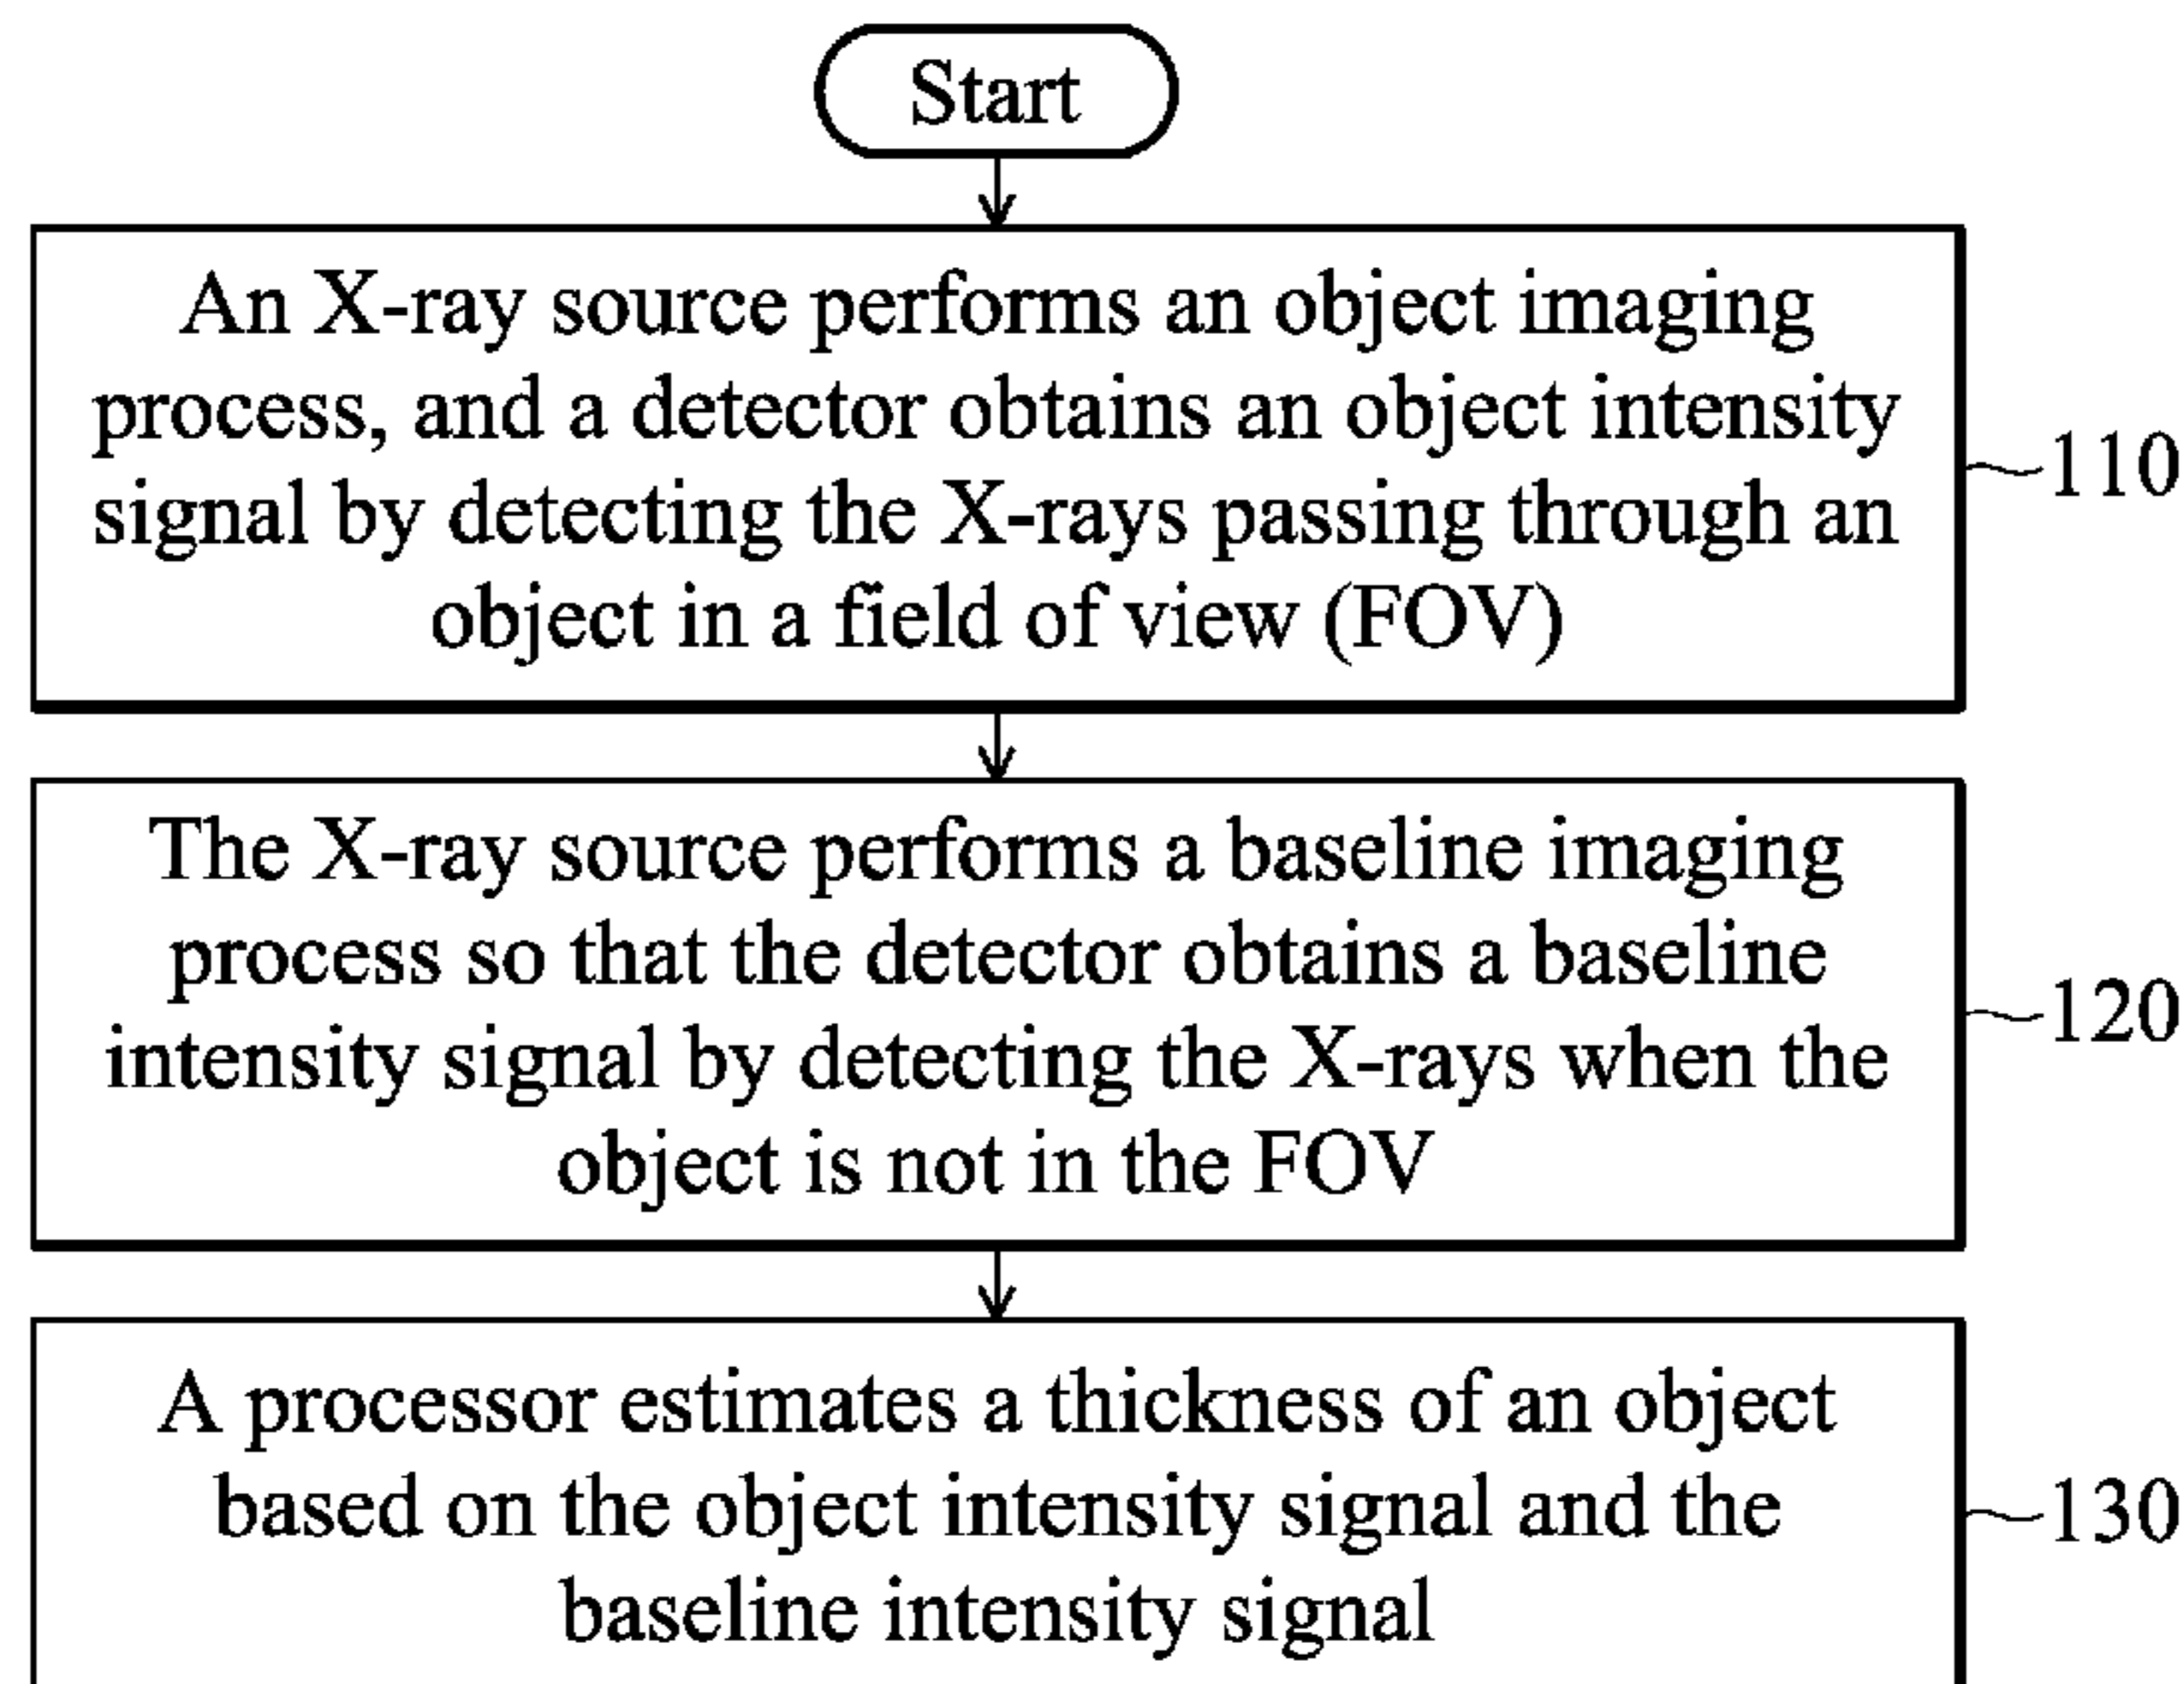 Start
An X-ray source performs an object imaging
process, and a detector obtains an object intensity
signal by detecting the X-rays passing through an
object in a field of view (FOV)
110
The X-ray source performs a baseline imaging
process so that the detector obtains a baseline
intensity signal by detecting the X-rays when the
object is not in the FOV
120
A processor estimates a thickness of an object
based on the object intensity signal and the
baseline intensity signal
130